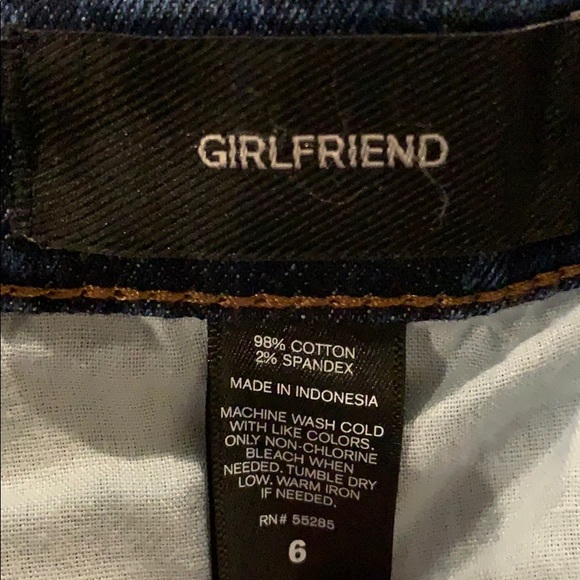 GIRLFRIEND
98% COTTON
2% SPANDEX
MADE IN INDONESIA
MACHINE WASH COLD
WITH LIKE COLORS.
ONLY NON-CHLORINE
BLEACH WHEN
NEEDED. TUMBLE DRY
LOW. WARM IRON
IF NEEDED.
RN# 55285
6